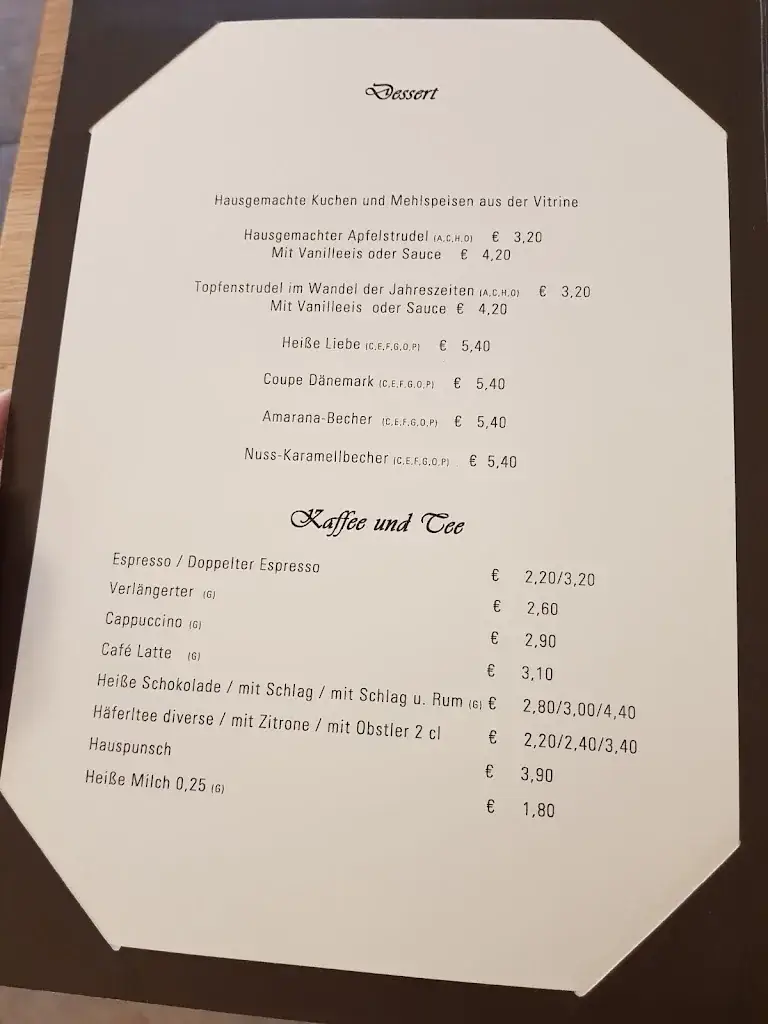 Dessert
Hausgemachte Kuchen und Mehlspeisen aus der Vitrine
Hausgemachter Apfelstrudel (A,C,H,O) € 3,20
Mit Vanilleeis oder Sauce € 4,20
Topfenstrudel im Wandel der Jahreszeiten (A,C,H,O) € 3,20
Mit Vanilleeis oder Sauce € 4,20
Heiße Liebe (C,E,F,G,O,P) € 5,40
Coupe Dänemark (C,E,F,G,O,P) € 5,40
Amarana-Becher (C,E,F,G,O,P) € 5,40
Nuss-Karamellbecher (C,E,F,G,O,P) € 5,40
Kaffee und Tee
Espresso / Doppelter Espresso € 2,20/3,20
Verlängerter (G) € 2,60
Cappuccino (G) € 2,90
Café Latte (G) € 3,10
Heiße Schokolade / mit Schlag / mit Schlag u. Rum (G) € 2,80/3,00/4,40
Häferltee diverse / mit Zitrone / mit Obstler 2 cl € 2,20/2,40/3,40
Hauspunsch € 3,90
Heiße Milch 0,25 (G) € 1,80